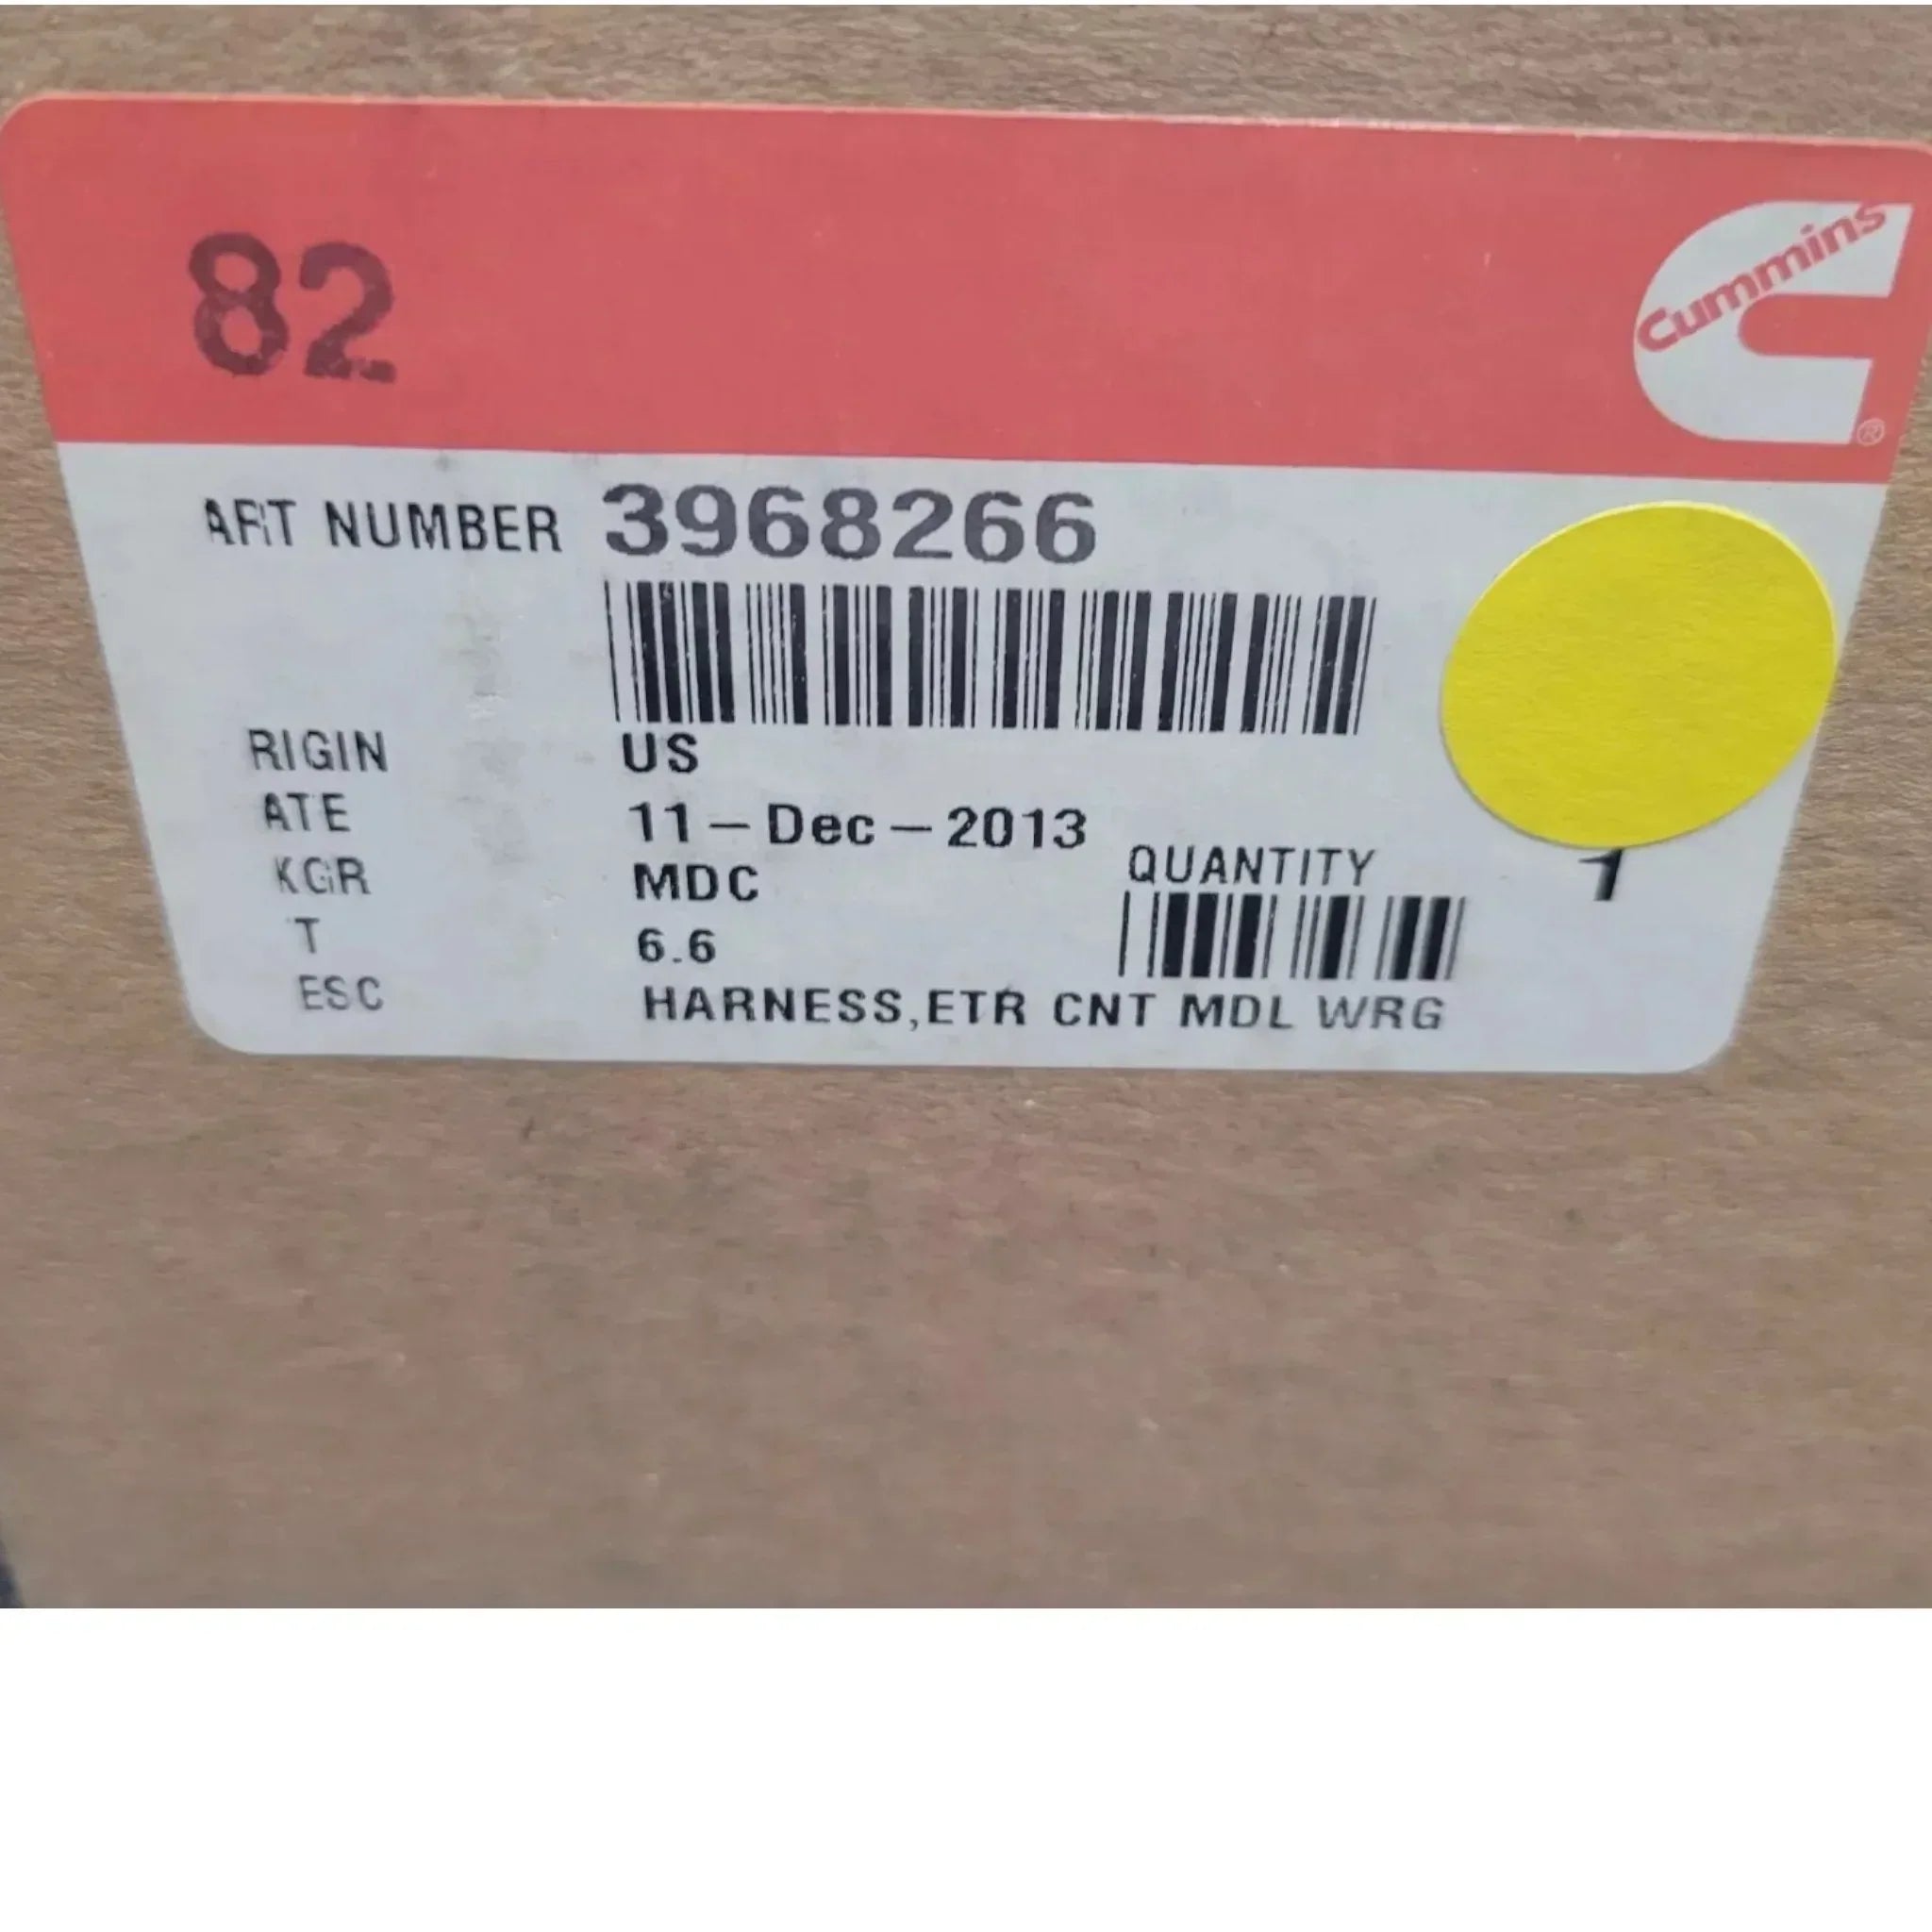 82
Cummins
®
ART NUMBER 3968266
RIGIN US
ATE 11-Dec-2013
KGR MDC QUANTITY 1
T 6.6
ESC HARNESS,ETR CNT MDL WRG